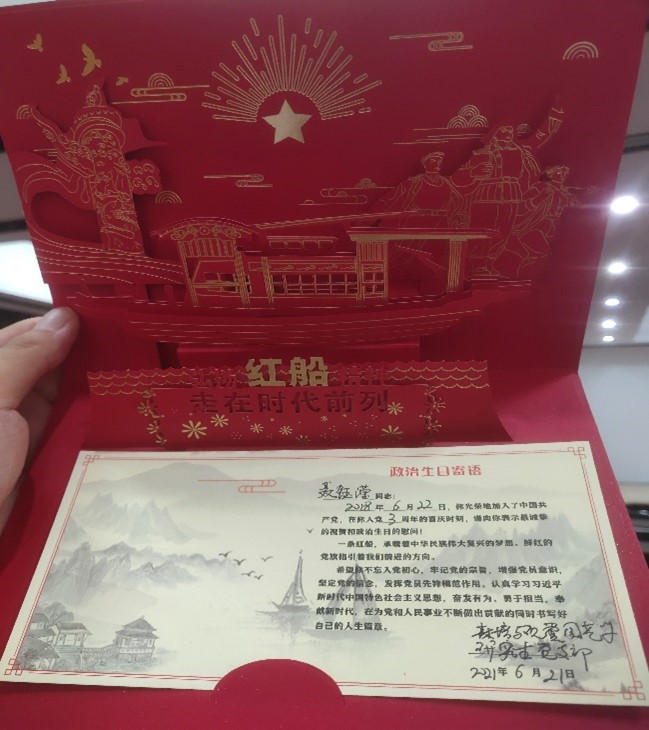 红船
走在时代前列
政治生日寄语
同志:
2018年6月22日,你光荣地加入了中国共
产党,在你入党3周年的喜庆时刻,谨向你表示最诚挚
的祝贺和政治生日的慰问!
一条红船,承载着中华民族伟大复兴的梦想,鲜红的
党旗指引着我们前进的方向。
希望你不忘入党初心,牢记党的宗旨,增强党员意识,
坚定党的信念,发挥党员先锋模范作用,认真学习习近平
新时代中国特色社会主义思想,奋发有为,勇于担当,奉
献新时代,在为党和人民事业不断做出贡献的同时书写好
自己的人生篇章。
党支部
2021年6月21日